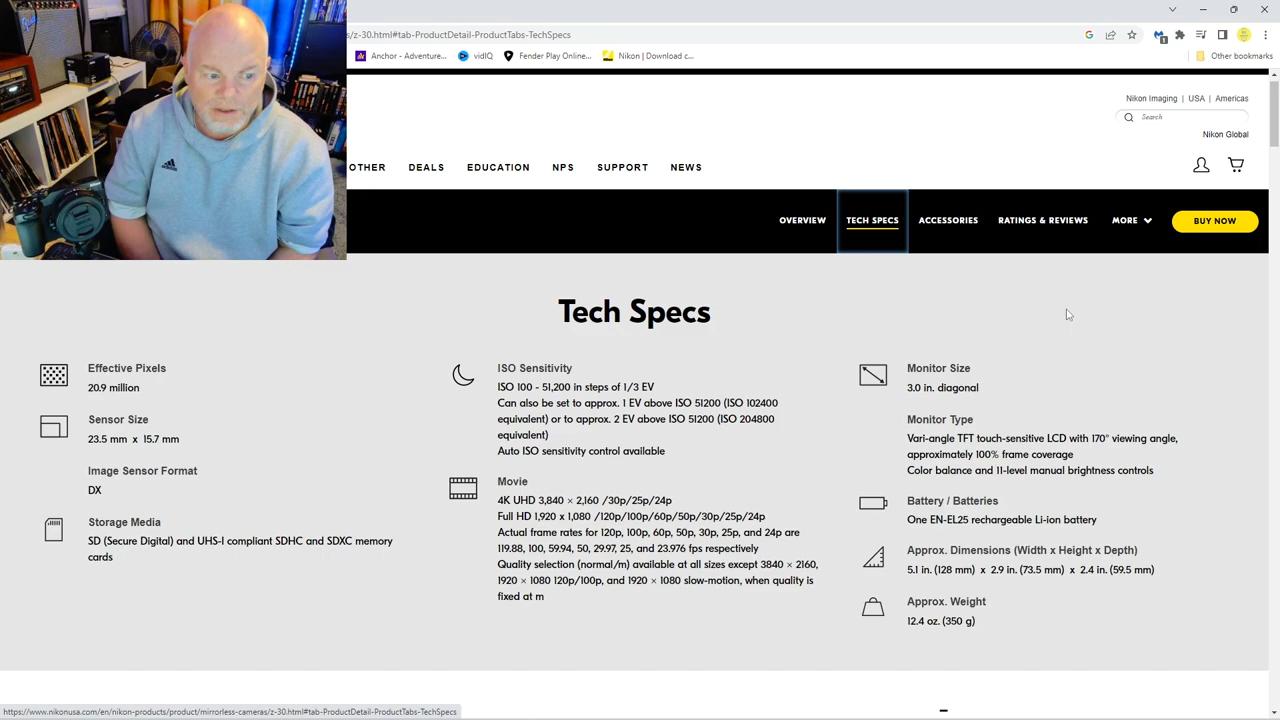 s/z-30.html#tab-ProductDetail-ProductTabs-TechSpecs
Anchor - Adventure...
vidIQ
Fender Play Online...
Nikon | Download c...
Other bookmarks
Nikon Imaging | USA | Americas
Search
Nikon Global
OTHER DEALS EDUCATION NPS SUPPORT NEWS
OVERVIEW TECH SPECS ACCESSORIES RATINGS & REVIEWS MORE BUY NOW
Tech Specs
Effective Pixels
20.9 million
Sensor Size
23.5 mm x 15.7 mm
Image Sensor Format
DX
Storage Media
SD (Secure Digital) and UHS-I compliant SDHC and SDXC memory
cards
ISO Sensitivity
ISO 100 - 51,200 in steps of 1/3 EV
Can also be set to approx. 1 EV above ISO 51200 (ISO 102400
equivalent) or to approx. 2 EV above ISO 51200 (ISO 204800
equivalent)
Auto ISO sensitivity control available
Movie
4K UHD 3,840 × 2,160 /30p/25p/24p
Full HD 1,920 x 1,080 /120p/100p/60p/50p/30p/25p/24p
Actual frame rates for 120p, 100p, 60p, 50p, 30p, 25p, and 24p are
119.88, 100, 59.94, 50, 29.97, 25, and 23.976 fps respectively
Quality selection (normal/m) available at all sizes except 3840 × 2160,
1920 × 1080 120p/100p, and 1920 × 1080 slow-motion, when quality is
fixed at m
Monitor Size
3.0 in. diagonal
Monitor Type
Vari-angle TFT touch-sensitive LCD with 170° viewing angle,
approximately 100% frame coverage
Color balance and 11-level manual brightness controls
Battery / Batteries
One EN-EL25 rechargeable Li-ion battery
Approx. Dimensions (Width x Height x Depth)
5.1 in. (128 mm) x 2.9 in. (73.5 mm) x 2.4 in. (59.5 mm)
Approx. Weight
12.4 oz. (350 g)
https://www.nikonusa.com/en/nikon-products/product/mirrorless-cameras/z-30.html#tab-ProductDetail-ProductTabs-TechSpecs